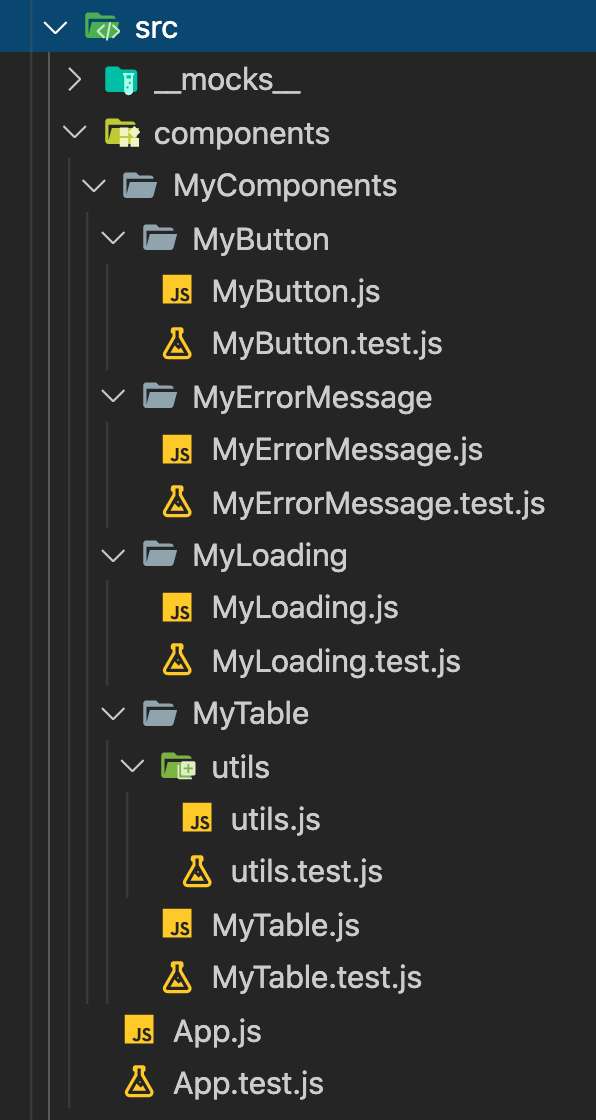 src
__mocks__
components
MyComponents
MyButton
JS MyButton.js
MyButton.test.js
MyErrorMessage
JS MyErrorMessage.js
MyErrorMessage.test.js
MyLoading
JS MyLoading.js
MyLoading.test.js
MyTable
utils
JS utils.js
utils.test.js
JS MyTable.js
MyTable.test.js
JS App.js
App.test.js